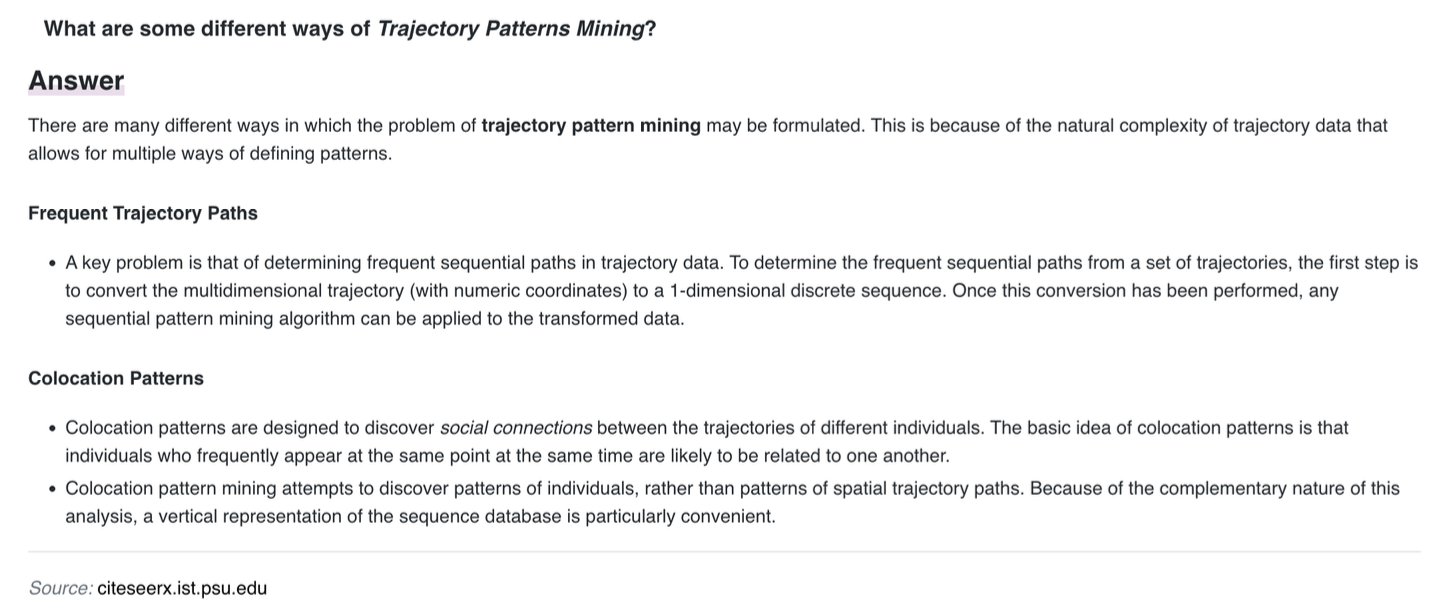 What are some different ways of Trajectory Patterns Mining?
Answer
There are many different ways in which the problem of trajectory pattern mining may be formulated. This is because of the natural complexity of trajectory data that
allows for multiple ways of defining patterns.
Frequent Trajectory Paths
• A key problem is that of determining frequent sequential paths in trajectory data. To determine the frequent sequential paths from a set of trajectories, the first step is
to convert the multidimensional trajectory (with numeric coordinates) to a 1-dimensional discrete sequence. Once this conversion has been performed, any
sequential pattern mining algorithm can be applied to the transformed data.
Colocation Patterns
• Colocation patterns are designed to discover social connections between the trajectories of different individuals. The basic idea of colocation patterns is that
individuals who frequently appear at the same point at the same time are likely to be related to one another.
• Colocation pattern mining attempts to discover patterns of individuals, rather than patterns of spatial trajectory paths. Because of the complementary nature of this
analysis, a vertical representation of the sequence database is particularly convenient.
Source: citeseerx.ist.psu.edu